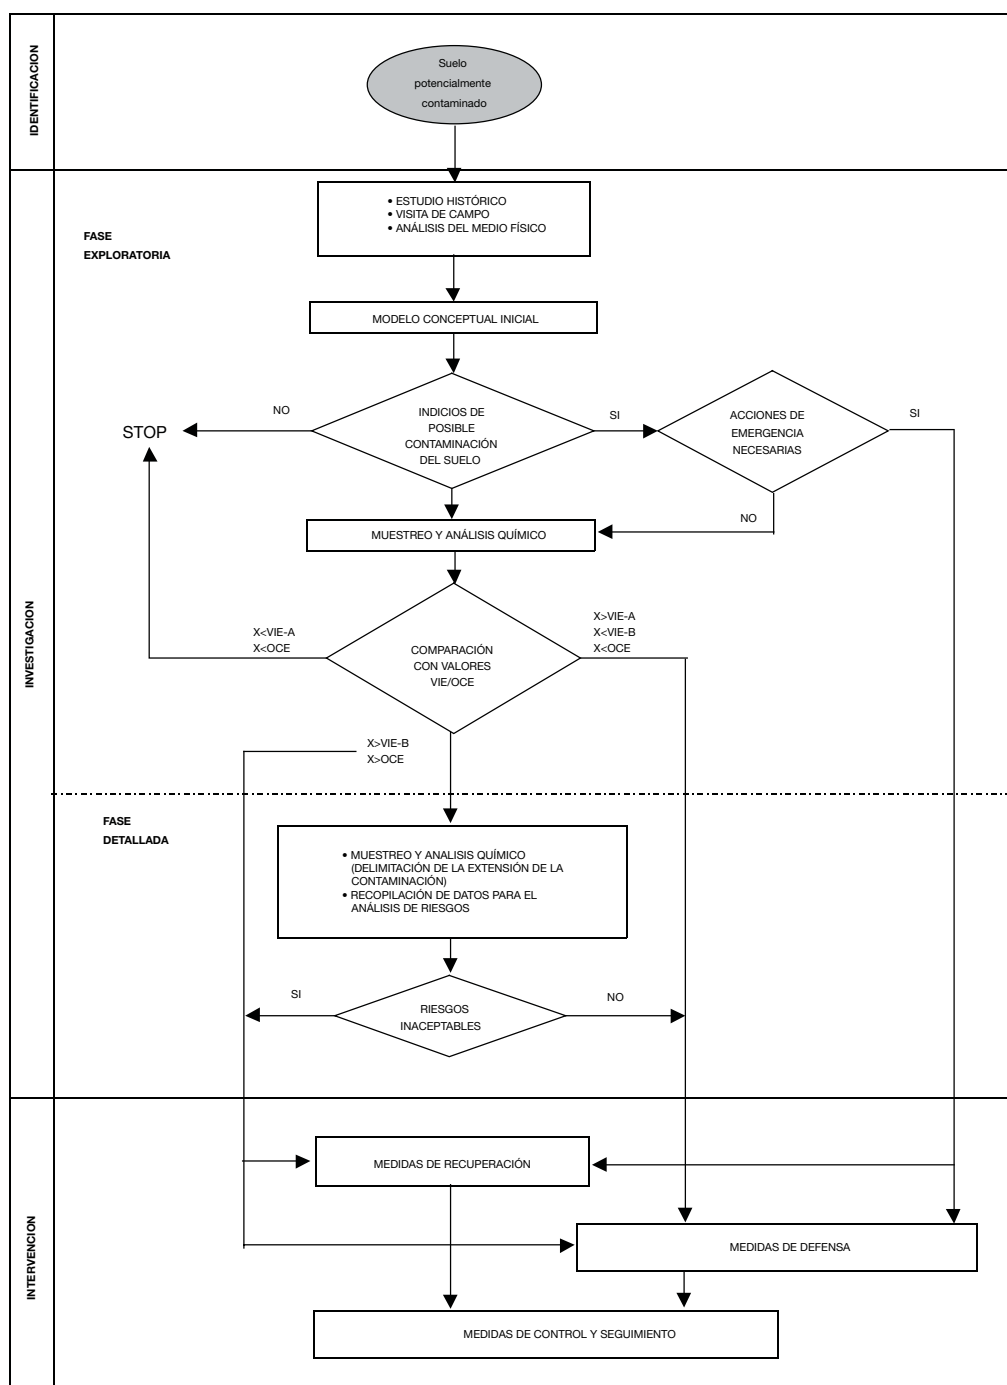 IDENTIFICACION
Suelo
potencialmente
contaminado
INVESTIGACION
FASE
EXPLORATORIA
• ESTUDIO HISTÓRICO
• VISITA DE CAMPO
• ANÁLISIS DEL MEDIO FÍSICO
MODELO CONCEPTUAL INICIAL
NO
STOP
INDICIOS DE
POSIBLE
CONTAMINACIÓN
DEL SUELO
SI
ACCIONES DE
EMERGENCIA
NECESARIAS
SI
NO
MUESTREO Y ANÁLISIS QUÍMICO
X<VIE-A
X<OCE
COMPARACIÓN
CON VALORES
VIE/OCE
X>VIE-A
X<VIE-B
X<OCE
X>VIE-B
X>OCE
FASE
DETALLADA
• MUESTREO Y ANALISIS QUÍMICO
(DELIMITACIÓN DE LA EXTENSIÓN DE LA
CONTAMINACIÓN)
• RECOPILACIÓN DE DATOS PARA EL
ANÁLISIS DE RIESGOS
SI
RIESGOS
INACEPTABLES
NO
INTERVENCION
MEDIDAS DE RECUPERACIÓN
MEDIDAS DE DEFENSA
MEDIDAS DE CONTROL Y SEGUIMIENTO